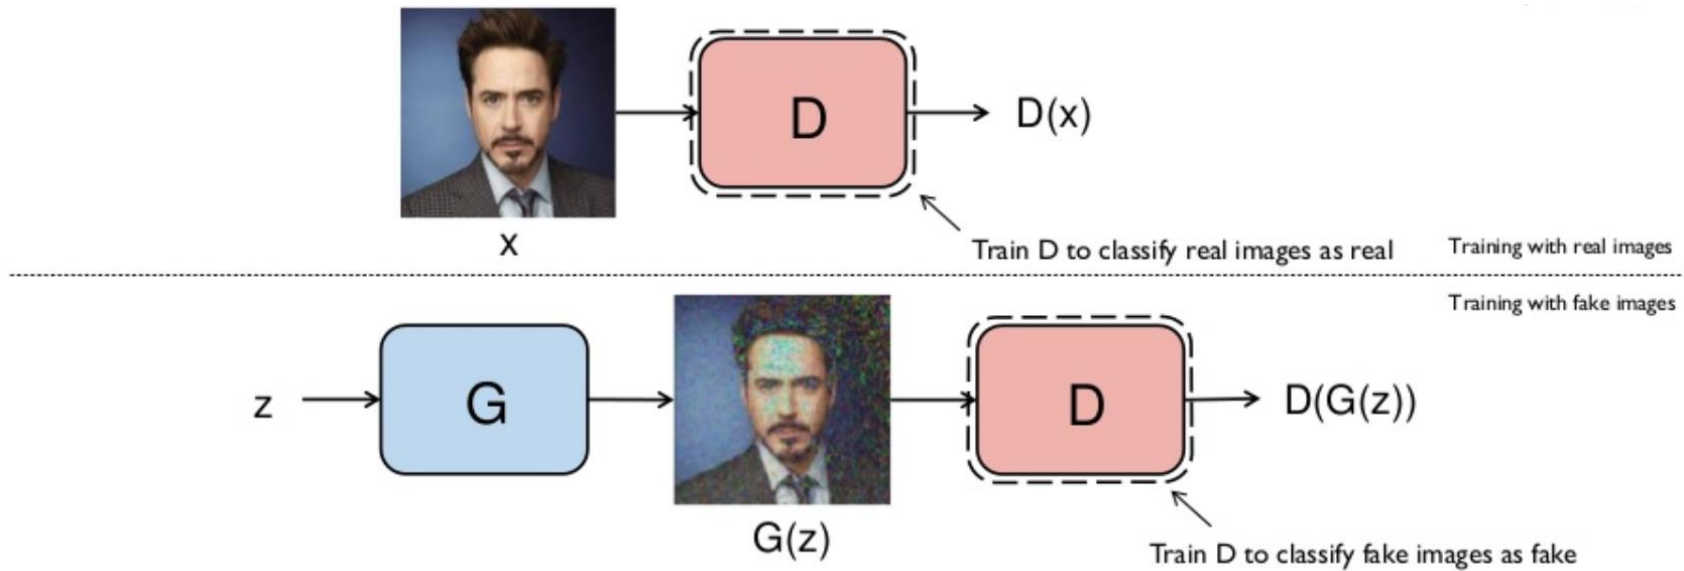 D
D(x)
x
Train D to classify real images as real
Training with real images
Training with fake images
z
G
D
D(G(z))
G(z)
Train D to classify fake images as fake